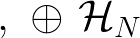 , ⊕ ℋ_N